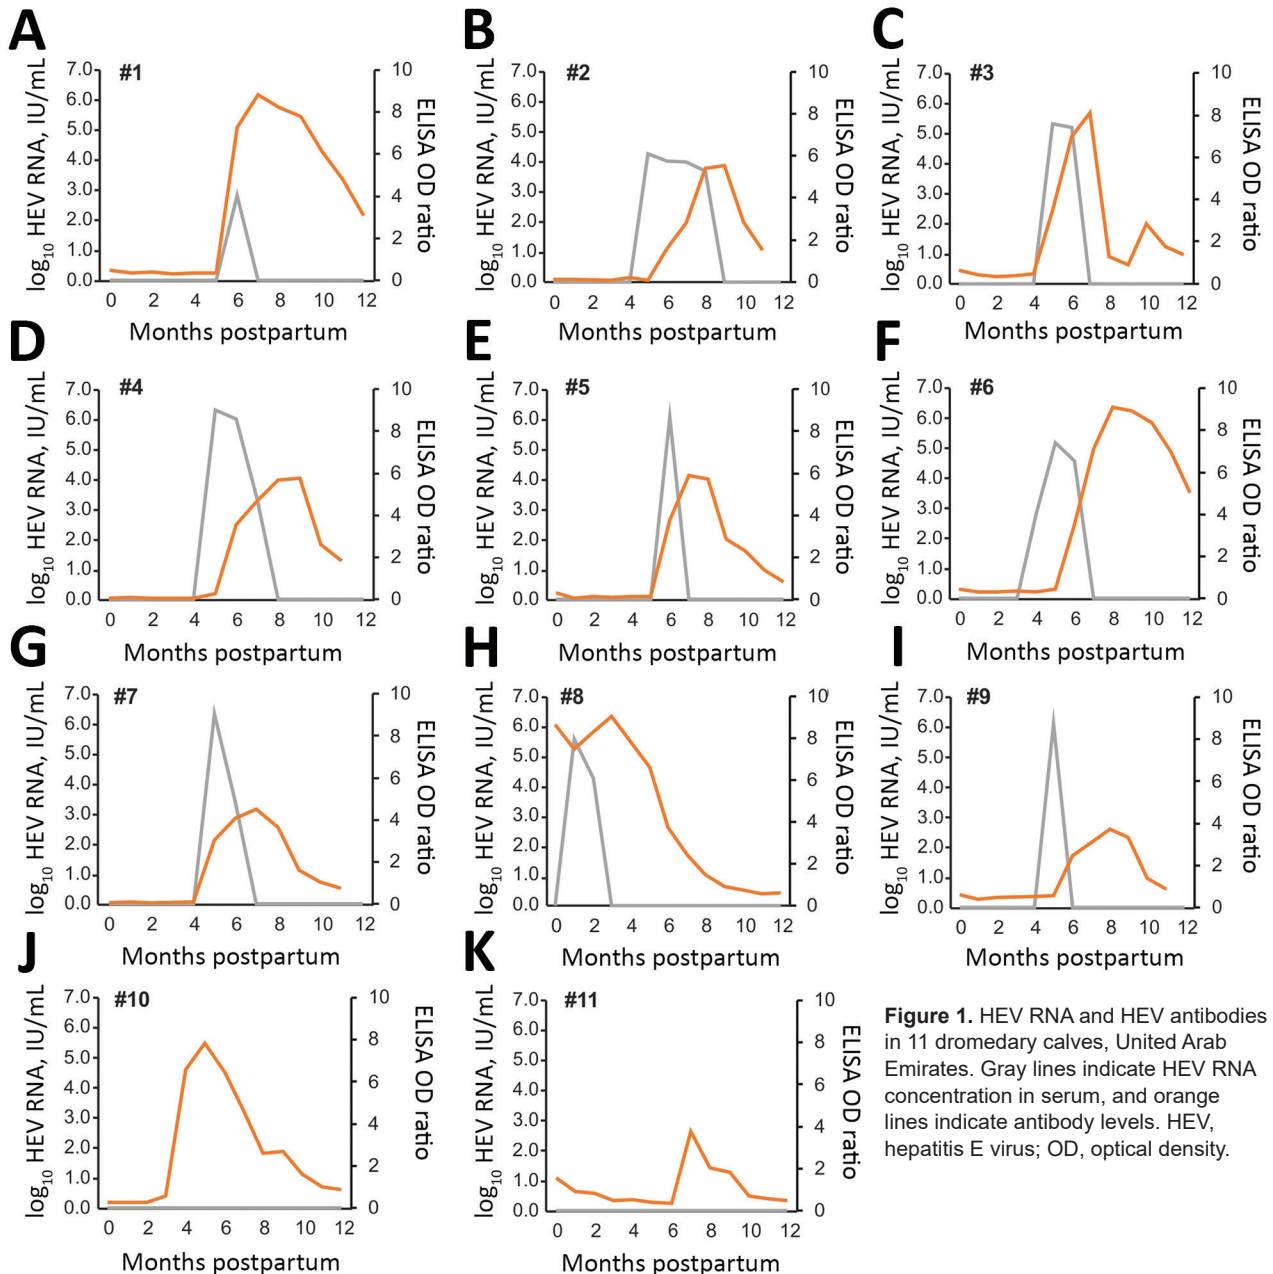 A
#1
log10 HEV RNA, IU/mL
7.0
6.0
5.0
4.0
3.0
2.0
1.0
0.0
10
8
6
4
2
0
ELISA OD ratio
0 2 4 6 8 10 12
Months postpartum
B
#2
log10 HEV RNA, IU/mL
7.0
6.0
5.0
4.0
3.0
2.0
1.0
0.0
10
8
6
4
2
0
ELISA OD ratio
0 2 4 6 8 10 12
Months postpartum
C
#3
log10 HEV RNA, IU/mL
7.0
6.0
5.0
4.0
3.0
2.0
1.0
0.0
10
8
6
4
2
0
ELISA OD ratio
0 2 4 6 8 10 12
Months postpartum
D
#4
log10 HEV RNA, IU/mL
7.0
6.0
5.0
4.0
3.0
2.0
1.0
0.0
10
8
6
4
2
0
ELISA OD ratio
0 2 4 6 8 10 12
Months postpartum
E
#5
log10 HEV RNA, IU/mL
7.0
6.0
5.0
4.0
3.0
2.0
1.0
0.0
10
8
6
4
2
0
ELISA OD ratio
0 2 4 6 8 10 12
Months postpartum
F
#6
log10 HEV RNA, IU/mL
7.0
6.0
5.0
4.0
3.0
2.0
1.0
0.0
10
8
6
4
2
0
ELISA OD ratio
0 2 4 6 8 10 12
Months postpartum
G
#7
log10 HEV RNA, IU/mL
7.0
6.0
5.0
4.0
3.0
2.0
1.0
0.0
10
8
6
4
2
0
ELISA OD ratio
0 2 4 6 8 10 12
Months postpartum
H
#8
log10 HEV RNA, IU/mL
7.0
6.0
5.0
4.0
3.0
2.0
1.0
0.0
10
8
6
4
2
0
ELISA OD ratio
0 2 4 6 8 10 12
Months postpartum
I
#9
log10 HEV RNA, IU/mL
7.0
6.0
5.0
4.0
3.0
2.0
1.0
0.0
10
8
6
4
2
0
ELISA OD ratio
0 2 4 6 8 10 12
Months postpartum
J
#10
log10 HEV RNA, IU/mL
7.0
6.0
5.0
4.0
3.0
2.0
1.0
0.0
10
8
6
4
2
0
ELISA OD ratio
0 2 4 6 8 10 12
Months postpartum
K
#11
log10 HEV RNA, IU/mL
7.0
6.0
5.0
4.0
3.0
2.0
1.0
0.0
10
8
6
4
2
0
ELISA OD ratio
0 2 4 6 8 10 12
Months postpartum
Figure 1. HEV RNA and HEV antibodies
in 11 dromedary calves, United Arab
Emirates. Gray lines indicate HEV RNA
concentration in serum, and orange
lines indicate antibody levels. HEV,
hepatitis E virus; OD, optical density.